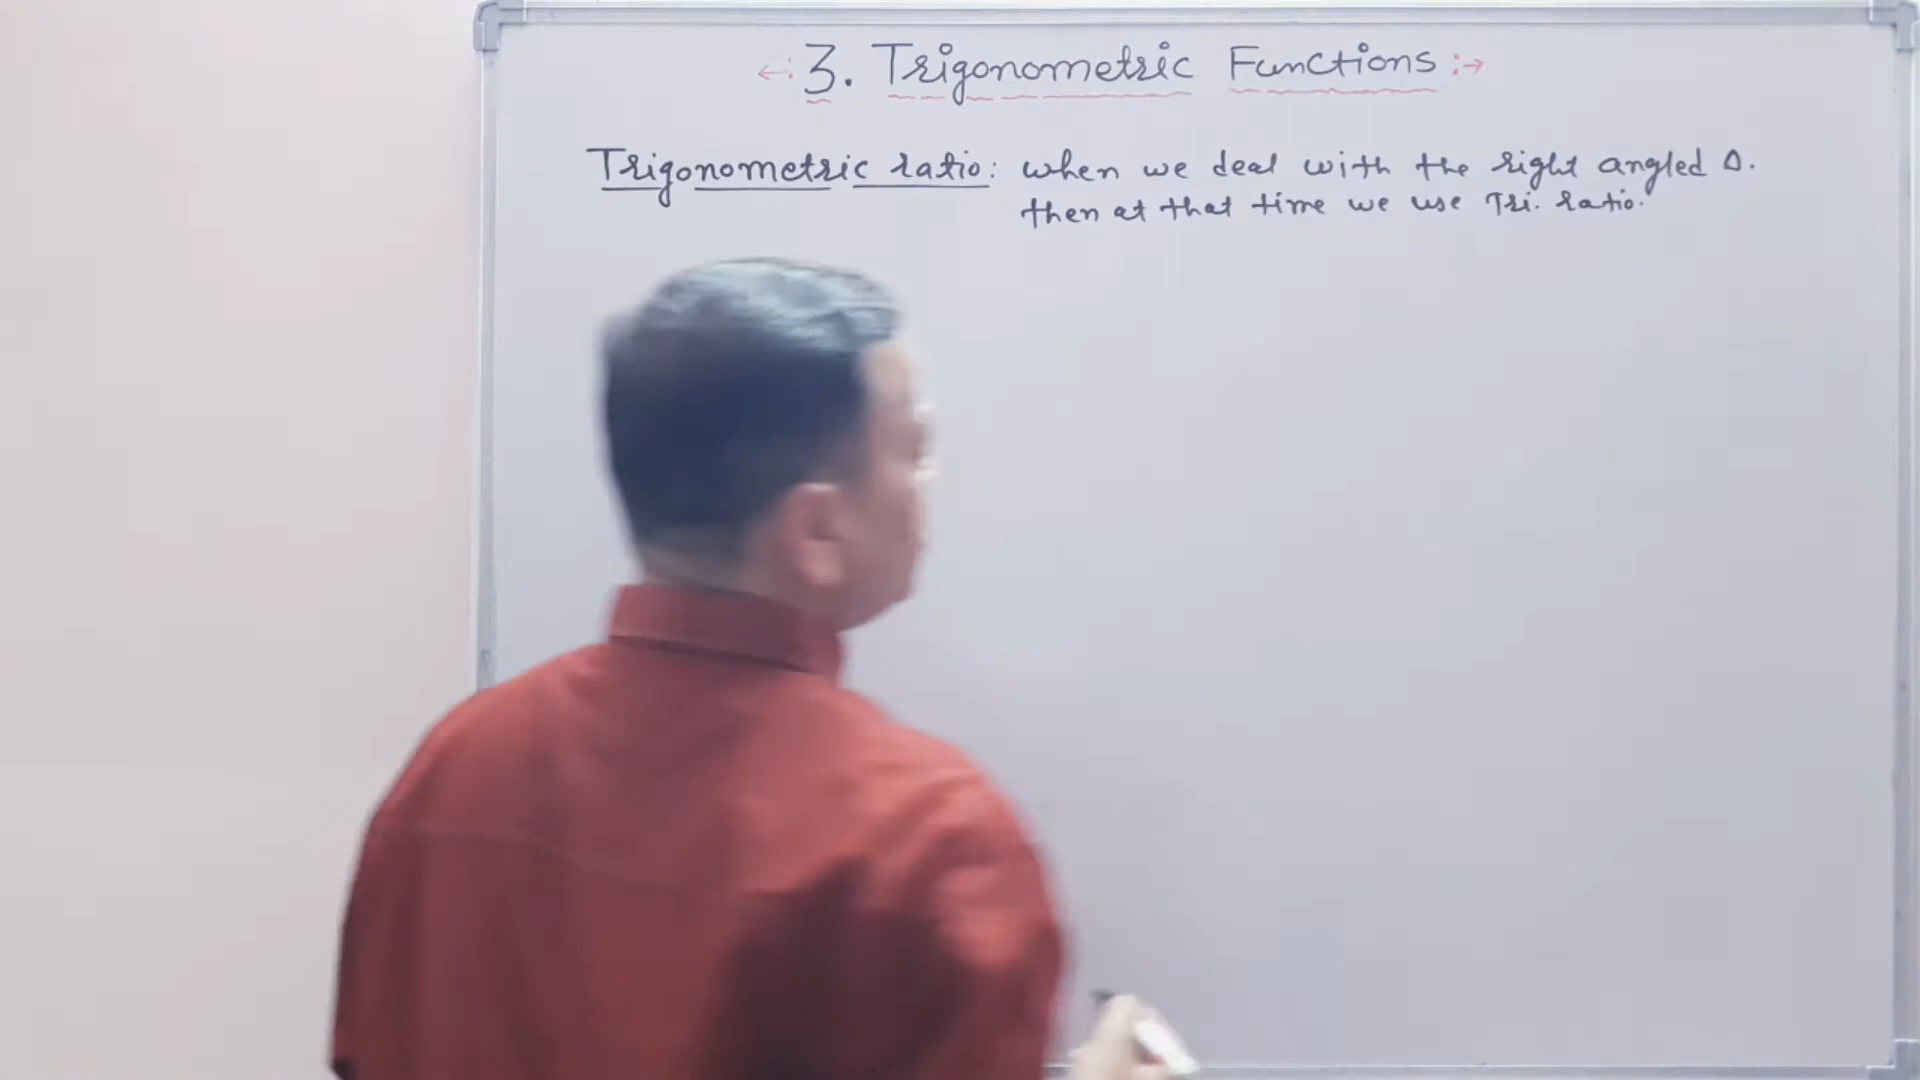 ←: 3. Trigonometric Functions :→
Trigonometric ratio: when we deal with the right angled Δ.
then at that time we use Tri. ratio.